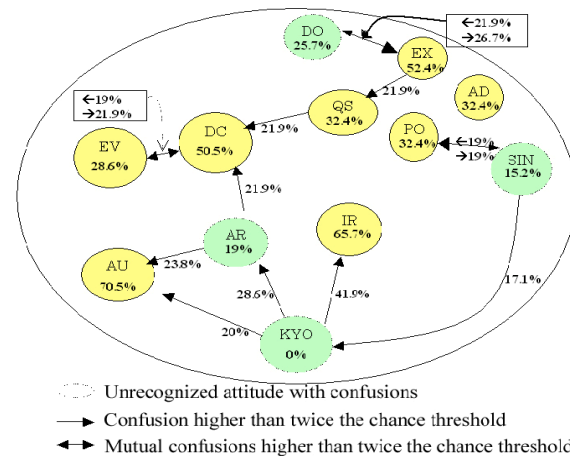 ←21.9%
→26.7%
DO
25.7%
EX
52.4%
AD
32.4%
21.9%
←19%
→21.9%
QS
32.4%
DC
50.5%
21.9%
PO
32.4%
←19%
→19%
EV
28.6%
SIN
15.2%
21.9%
IR
65.7%
AR
19%
AU
70.5%
23.8%
17.1%
28.6%
41.9%
20%
KYO
0%
Unrecognized attitude with confusions
Confusion higher than twice the chance threshold
Mutual confusions higher than twice the chance threshold